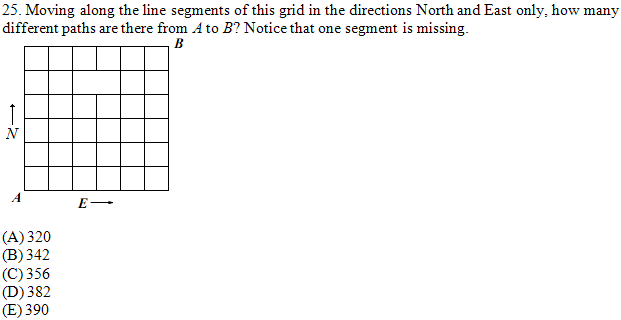 25. Moving along the line segments of this grid in the directions North and East only, how many
different paths are there from A to B? Notice that one segment is missing.
B
N
A
E
(A) 320
(B) 342
(C) 356
(D) 382
(E) 390